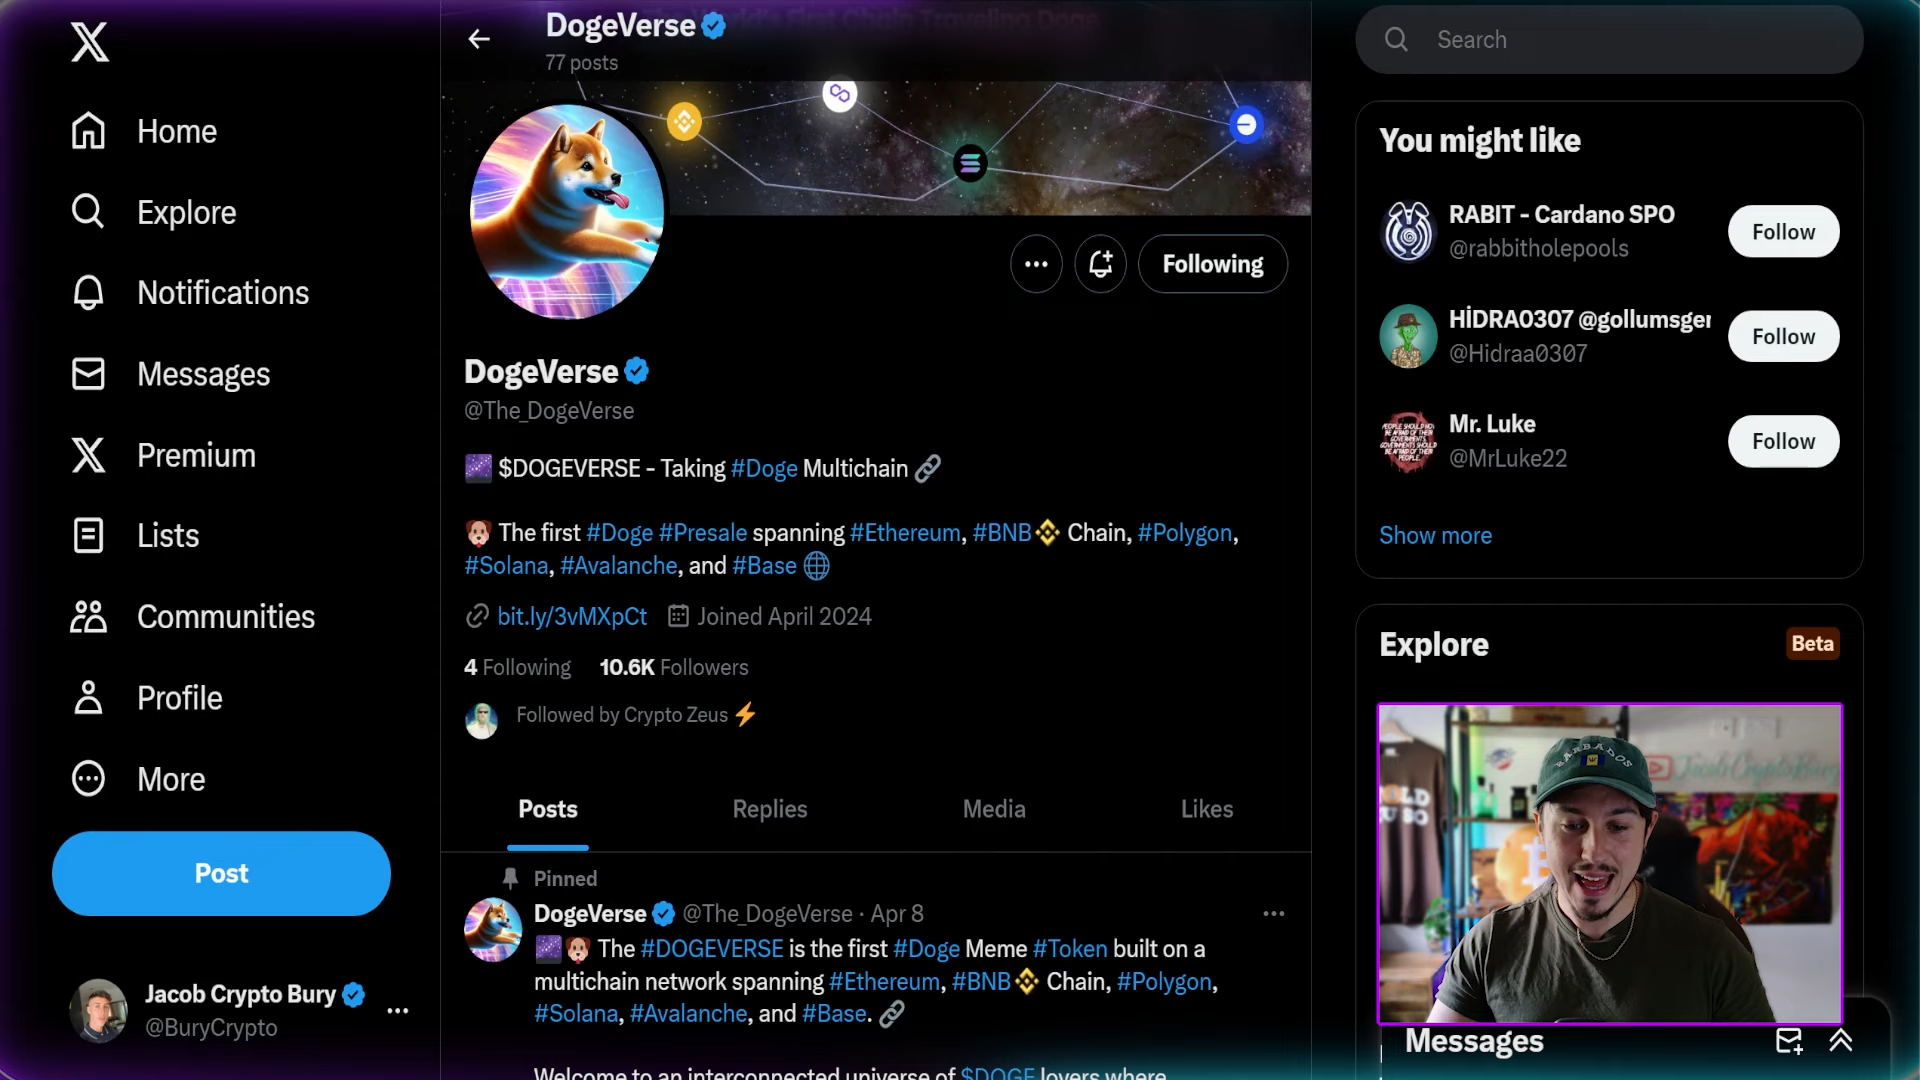 Home
Explore
Notifications
Messages
Premium
Lists
Communities
Profile
More
Post
Jacob Crypto Bury
@BuryCrypto
DogeVerse
77 posts
Following
DogeVerse
@The_DogeVerse
$DOGEVERSE - Taking #Doge Multichain
The first #Doge #Presale spanning #Ethereum, #BNB Chain, #Polygon,
#Solana, #Avalanche, and #Base
bit.ly/3vMXpCt Joined April 2024
4 Following 10.6K Followers
Followed by Crypto Zeus
Posts Replies Media Likes
Pinned
DogeVerse @The_DogeVerse · Apr 8
The #DOGEVERSE is the first #Doge Meme #Token built on a
multichain network spanning #Ethereum, #BNB Chain, #Polygon,
#Solana, #Avalanche, and #Base.
Welcome to an interconnected universe of $DOGE lovers where
Search
You might like
RABIT - Cardano SPO
@rabbitholepools
Follow
HİDRA0307 @gollumsger
@Hidraa0307
Follow
Mr. Luke
@MrLuke22
Follow
Show more
Explore
Beta
BARBADOS
JacobCryptoBury
Messages